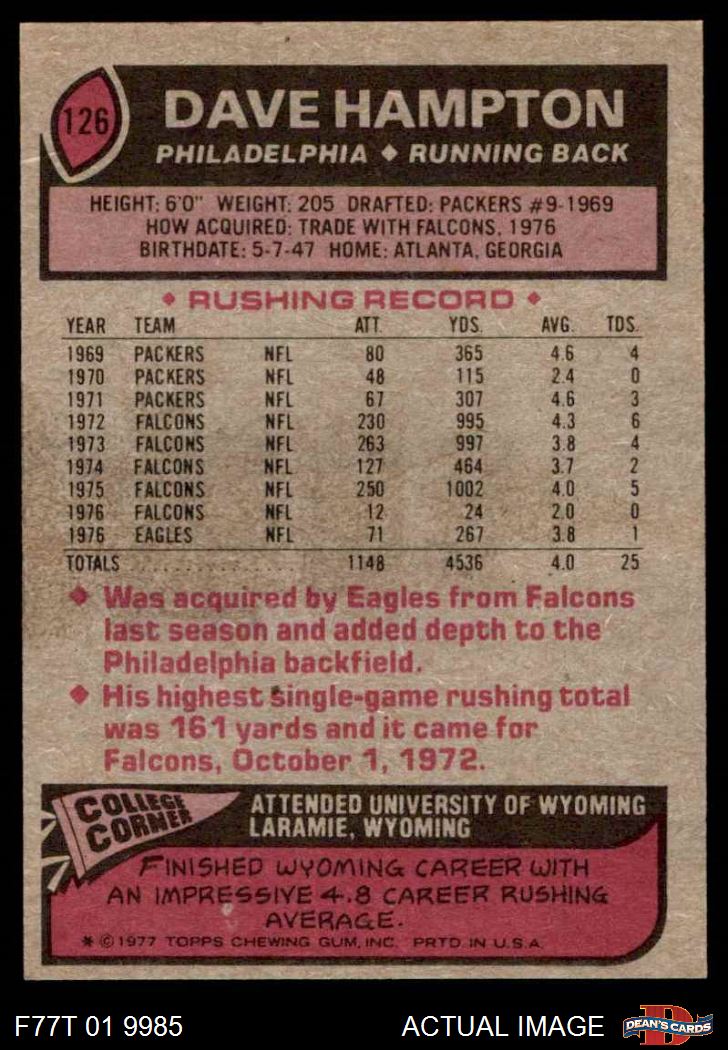 126
DAVE HAMPTON
PHILADELPHIA ◆ RUNNING BACK
HEIGHT: 6'0" WEIGHT: 205 DRAFTED: PACKERS #9-1969
HOW ACQUIRED: TRADE WITH FALCONS, 1976
BIRTHDATE: 5-7-47 HOME: ATLANTA, GEORGIA
◆ RUSHING RECORD ◆
YEAR TEAM ATT. YDS. AVG. TDS.
1969 PACKERS NFL 80 365 4.6 4
1970 PACKERS NFL 48 115 2.4 0
1971 PACKERS NFL 67 307 4.6 3
1972 FALCONS NFL 230 995 4.3 6
1973 FALCONS NFL 263 997 3.8 4
1974 FALCONS NFL 127 464 3.7 2
1975 FALCONS NFL 250 1002 4.0 5
1976 FALCONS NFL 12 24 2.0 0
1976 EAGLES NFL 71 267 3.8 1
TOTALS 1148 4536 4.0 25
◆ Was acquired by Eagles from Falcons
last season and added depth to the
Philadelphia backfield.
◆ His highest single-game rushing total
was 161 yards and it came for
Falcons, October 1, 1972.
COLLEGE
CORNER
ATTENDED UNIVERSITY OF WYOMING
LARAMIE, WYOMING
FINISHED WYOMING CAREER WITH
AN IMPRESSIVE 4.8 CAREER RUSHING
AVERAGE.
* © 1977 TOPPS CHEWING GUM, INC. PRTD. IN U.S.A.
F77T 01 9985 ACTUAL IMAGE
DEAN'S CARDS